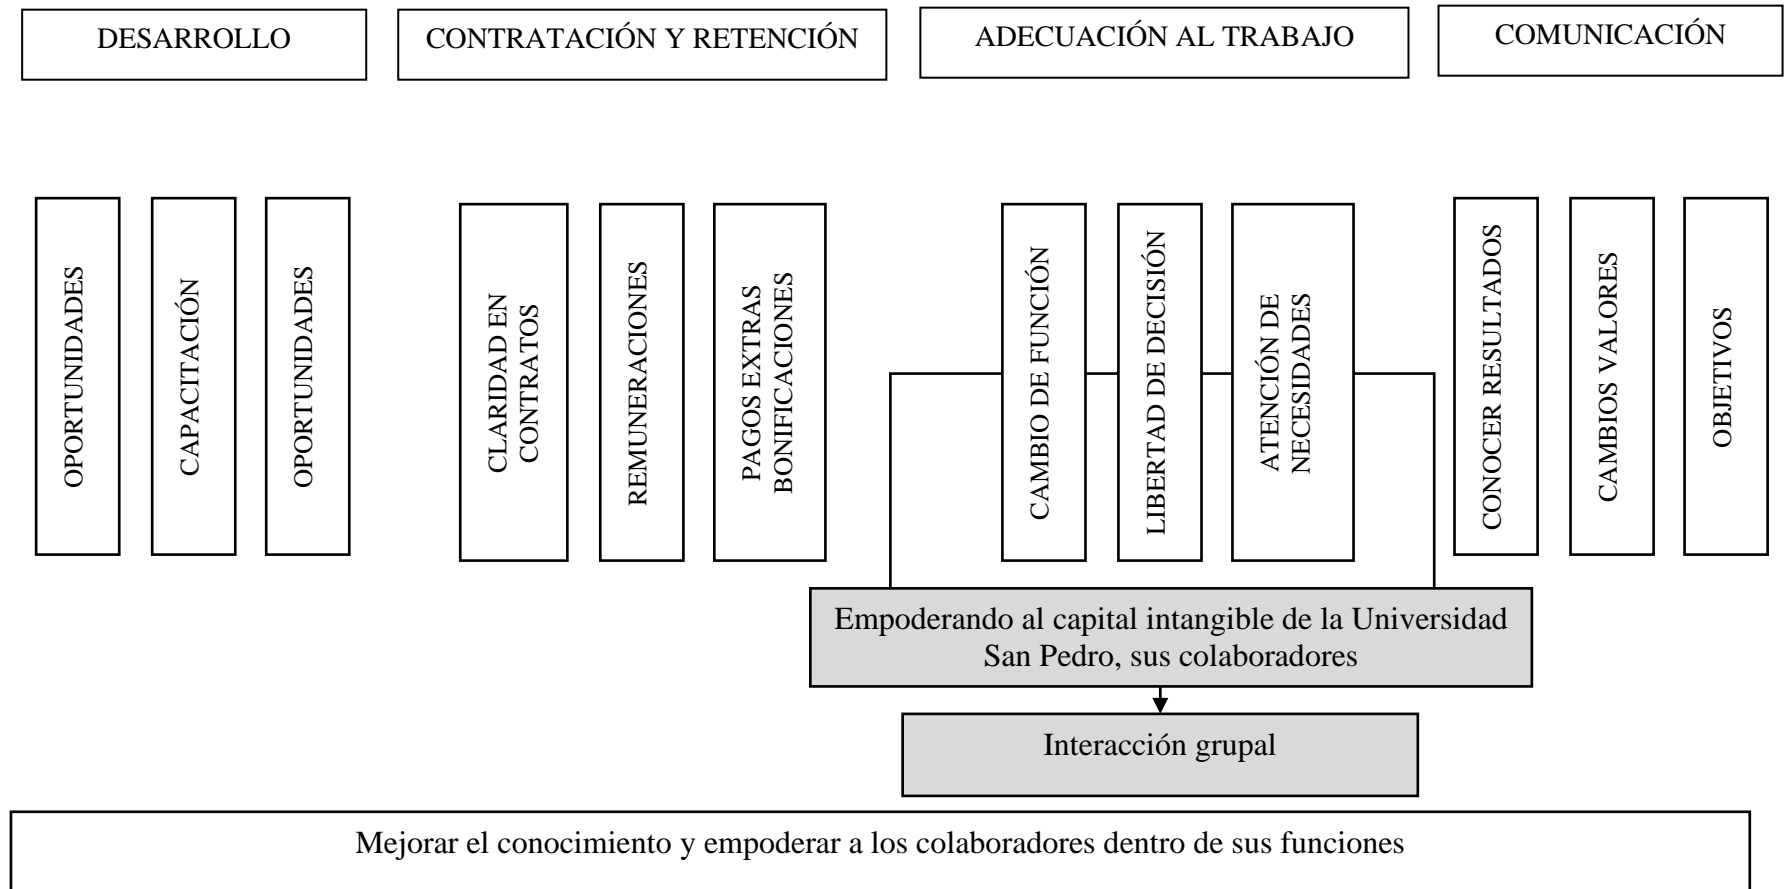 DESARROLLO
CONTRATACIÓN Y RETENCIÓN
ADECUACIÓN AL TRABAJO
COMUNICACIÓN
OPORTUNIDADES
CAPACITACIÓN
OPORTUNIDADES
CLARIDAD EN
CONTRATOS
REMUNERACIONES
PAGOS EXTRAS
BONIFICACIONES
CAMBIO DE FUNCIÓN
LIBERTAD DE DECISIÓN
ATENCIÓN DE
NECESIDADES
CONOCER RESULTADOS
CAMBIOS VALORES
OBJETIVOS
Empoderando al capital intangible de la Universidad
San Pedro, sus colaboradores
Interacción grupal
Mejorar el conocimiento y empoderar a los colaboradores dentro de sus funciones